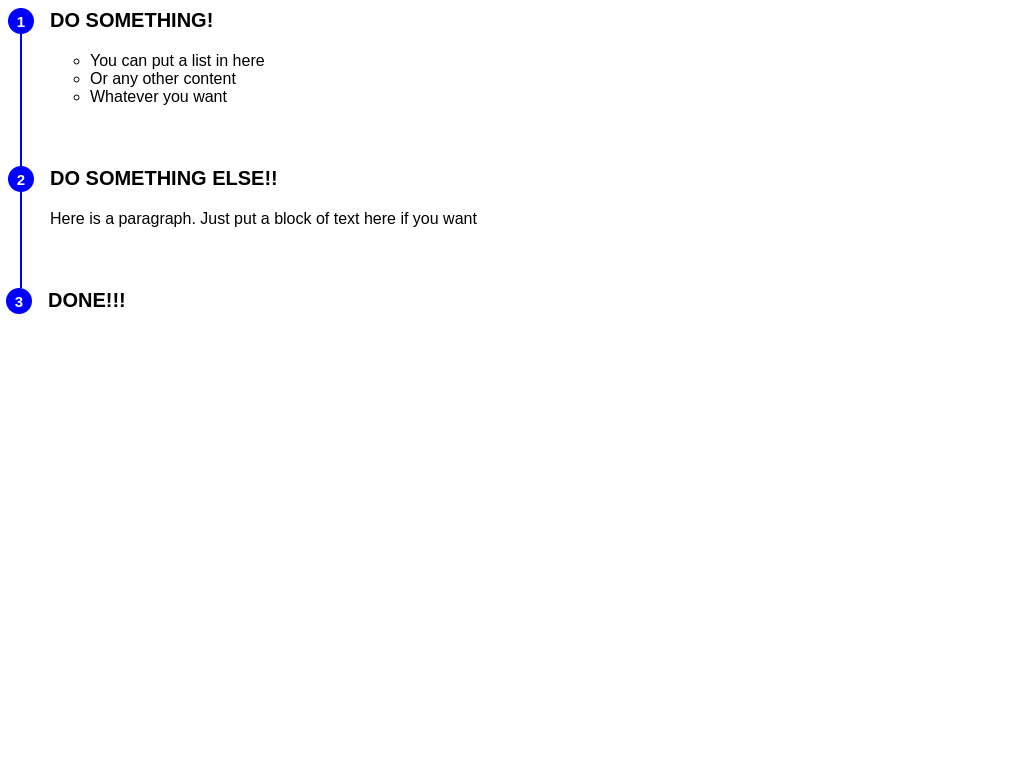 1 DO SOMETHING!
You can put a list in here
Or any other content
Whatever you want
2 DO SOMETHING ELSE!!
Here is a paragraph. Just put a block of text here if you want
3 DONE!!!